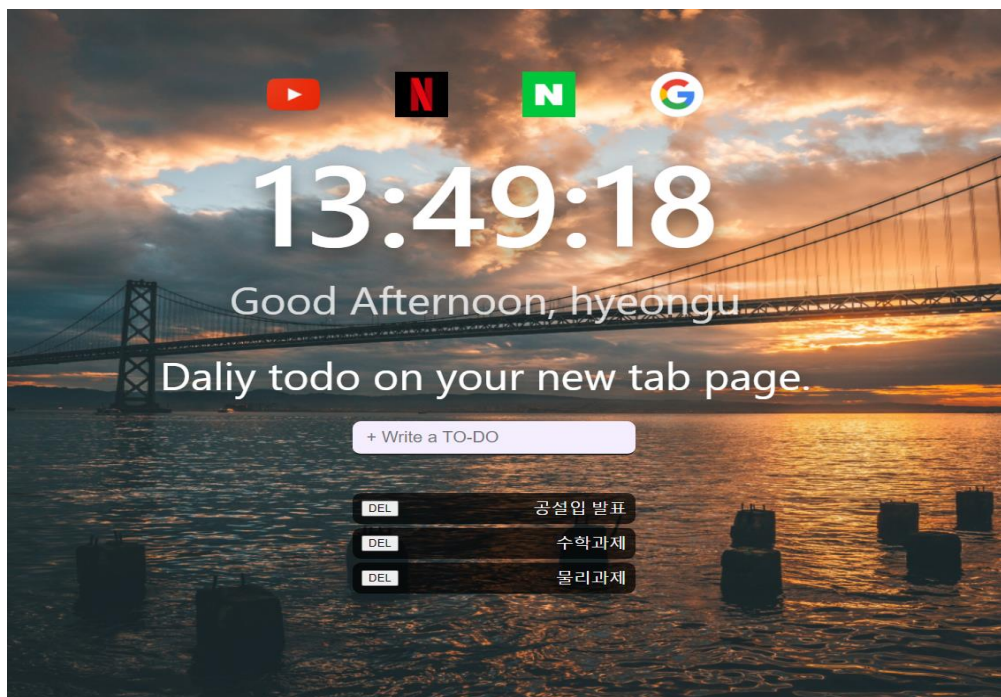 N N G
13:49:18
Good Afternoon, hyeongu
Daliy todo on your new tab page.
+ Write a TO-DO
DEL 공설입 발표
DEL 수학과제
DEL 물리과제